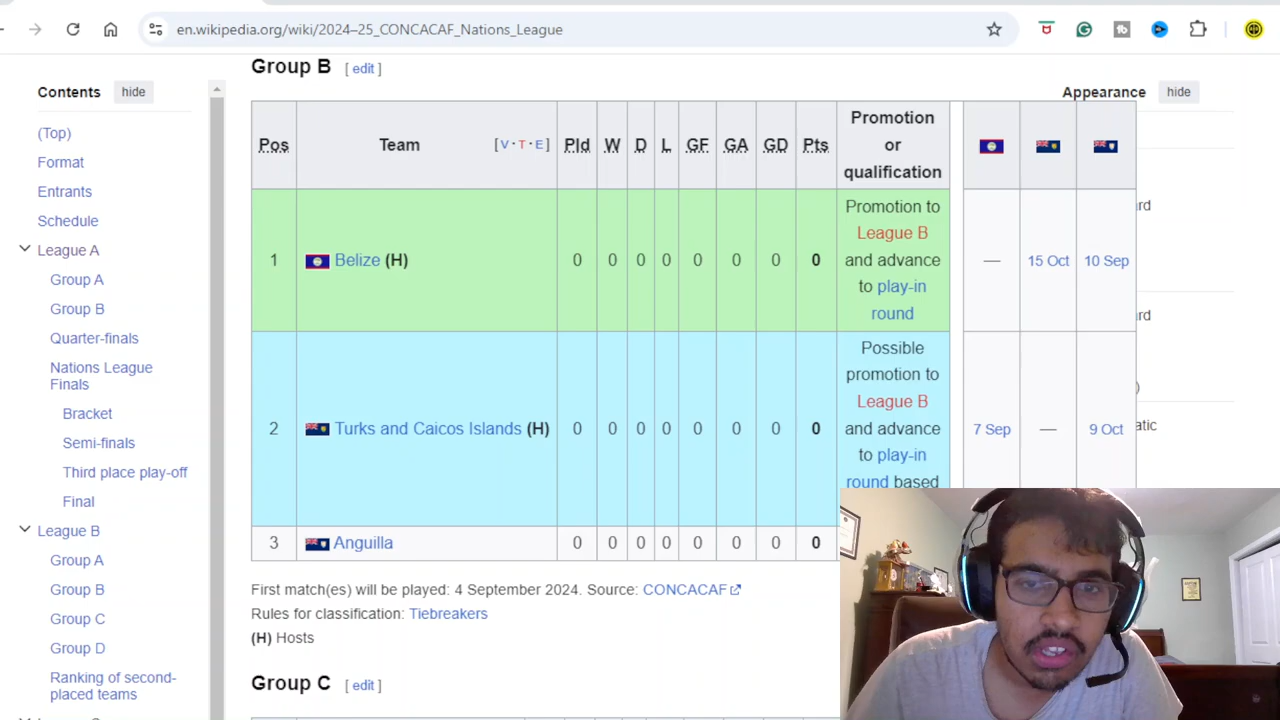 en.wikipedia.org/wiki/2024–25_CONCACAF_Nations_League
Contents hide
(Top)
Format
Entrants
Schedule
League A
Group A
Group B
Quarter-finals
Nations League
Finals
Bracket
Semi-finals
Third place play-off
Final
League B
Group A
Group B
Group C
Group D
Ranking of second-
placed teams
Group B [ edit ]
Pos Team [V·T·E] Pld W D L GF GA GD Pts Promotion
or
qualification
1 Belize (H) 0 0 0 0 0 0 0 0 Promotion to
League B
and advance
to play-in
round
— 15 Oct 10 Sep
2 Turks and Caicos Islands (H) 0 0 0 0 0 0 0 0 Possible
promotion to
League B
and advance
to play-in
round based
7 Sep — 9 Oct
3 Anguilla 0 0 0 0 0 0 0 0
First match(es) will be played: 4 September 2024. Source: CONCACAF
Rules for classification: Tiebreakers
(H) Hosts
Group C [ edit ]
Appearance hide
rd
rd
)
atic